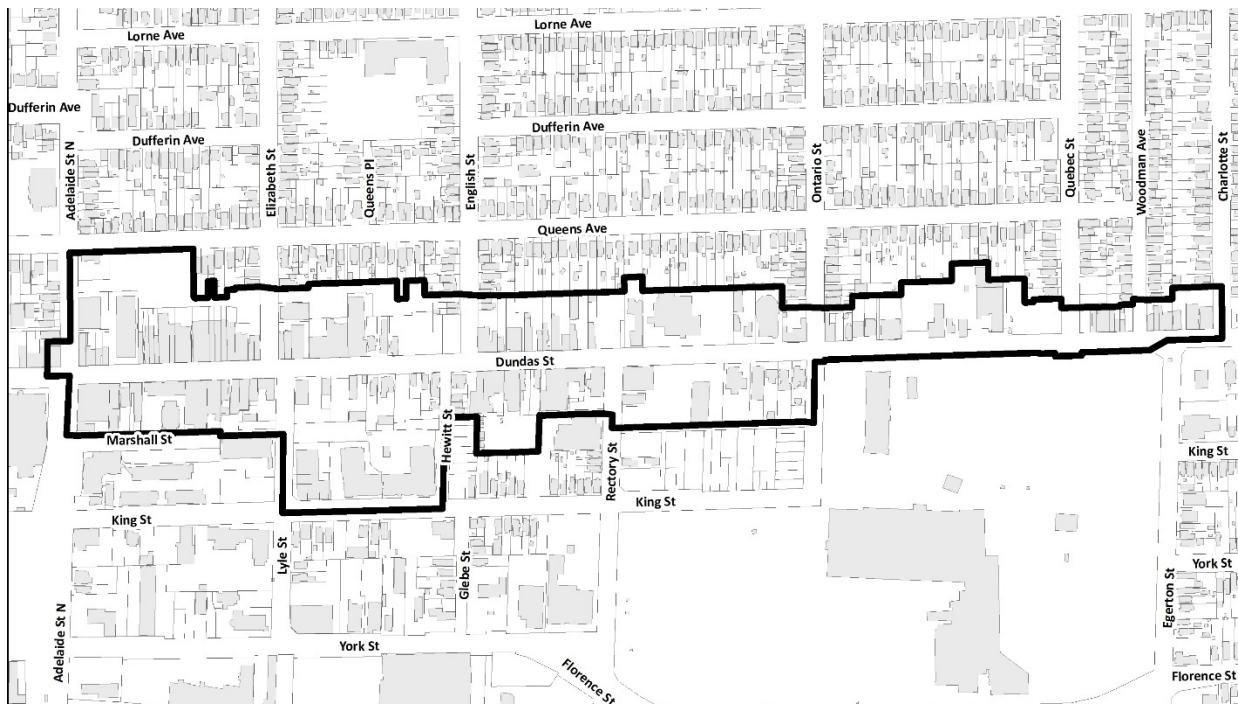 Lorne Ave
Lorne Ave
Dufferin Ave
Dufferin Ave
Dufferin Ave
Adelaide St N
Elizabeth St
Queens Pl
English St
Ontario St
Quebec St
Woodman Ave
Charlotte St
Queens Ave
Dundas St
Marshall St
Hewitt St
Rectory St
King St
King St
King St
Lyle St
Glebe St
York St
Egerton St
Adelaide St N
York St
Florence St
Florence St